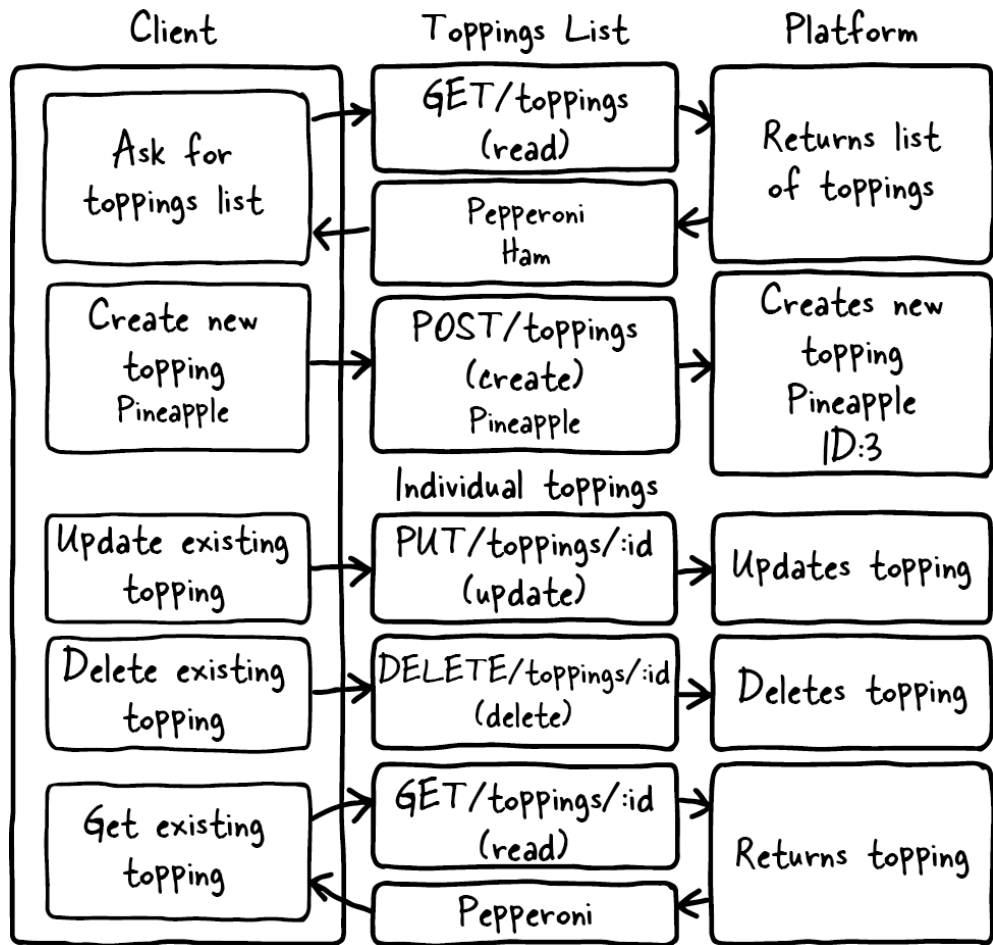 Client
Toppings List
Platform
Ask for
toppings list
GET/toppings
(read)
Returns list
of toppings
Pepperoni
Ham
Create new
topping
Pineapple
POST/toppings
(create)
Pineapple
Creates new
topping
Pineapple
ID:3
Individual toppings
Update existing
topping
PUT/toppings/:id
(update)
Updates topping
Delete existing
topping
DELETE/toppings/:id
(delete)
Deletes topping
Get existing
topping
GET/toppings/:id
(read)
Returns topping
Pepperoni